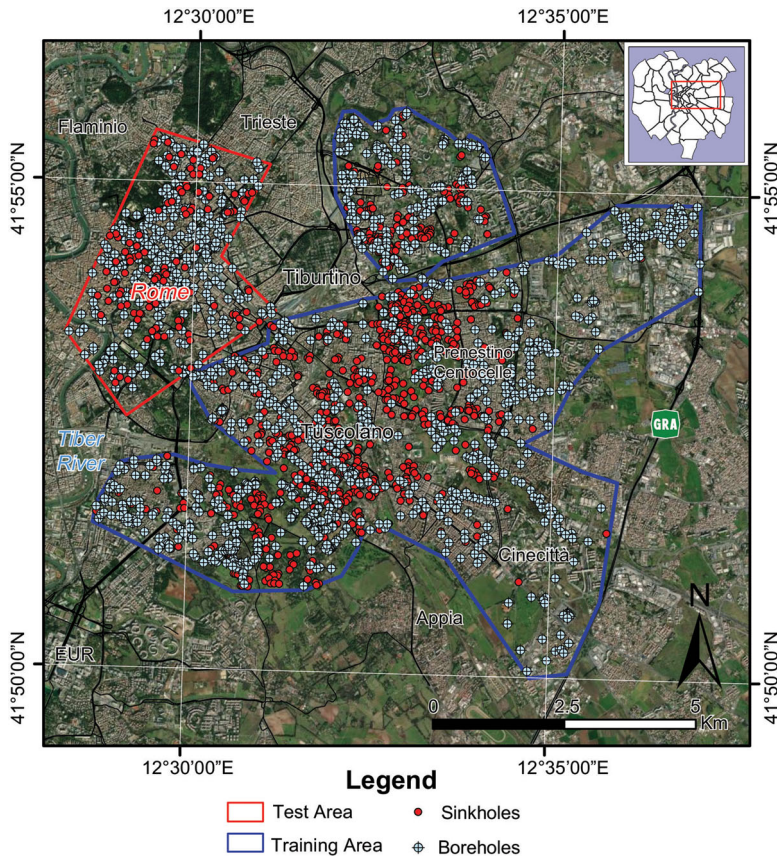 12°30'00"E 12°35'00"E
Flaminio
Trieste
41°55'00"N
41°55'00"N
Tiburtino
Rome
Prenestino
Centocelle
GRA
Tuscolano
Tiber
River
Cinecittà
Appia
N
EUR
41°50'00"N
41°50'00"N
0 2.5 5
Km
12°30'00"E 12°35'00"E
Legend
Test Area Sinkholes
Training Area Boreholes